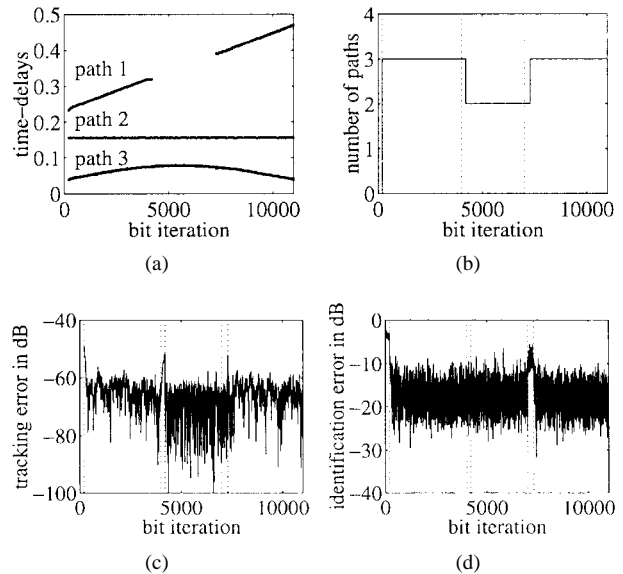 time-delays
0.5
0.4
0.3
0.2
0.1
0
path 1
path 2
path 3
0
5000
10000
bit iteration
(a)
number of paths
4
3
2
1
0
0
5000
10000
bit iteration
(b)
tracking error in dB
-40
-60
-80
-100
0
5000
10000
bit iteration
(c)
identification error in dB
0
-10
-20
-30
-40
0
5000
10000
bit iteration
(d)